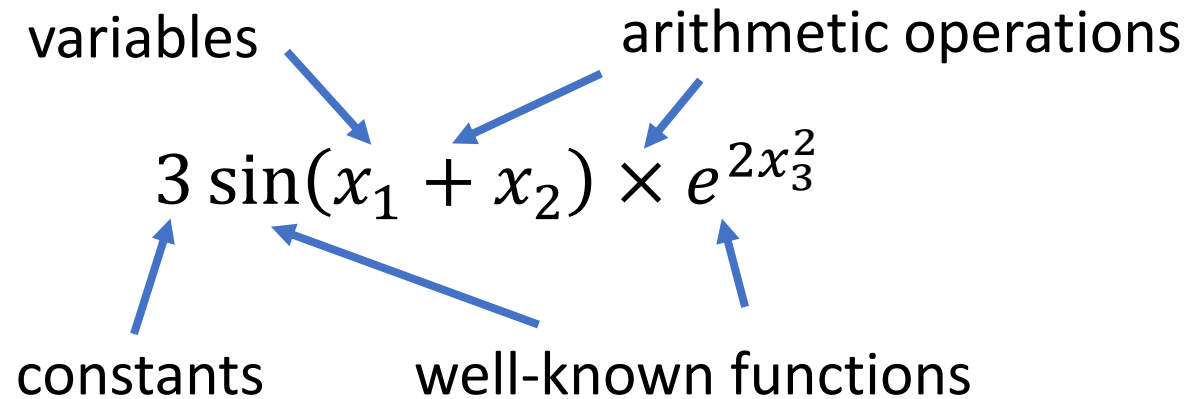 variables arithmetic operations
3 sin(x₁ + x₂) × e^{2x₃²}
constants well-known functions